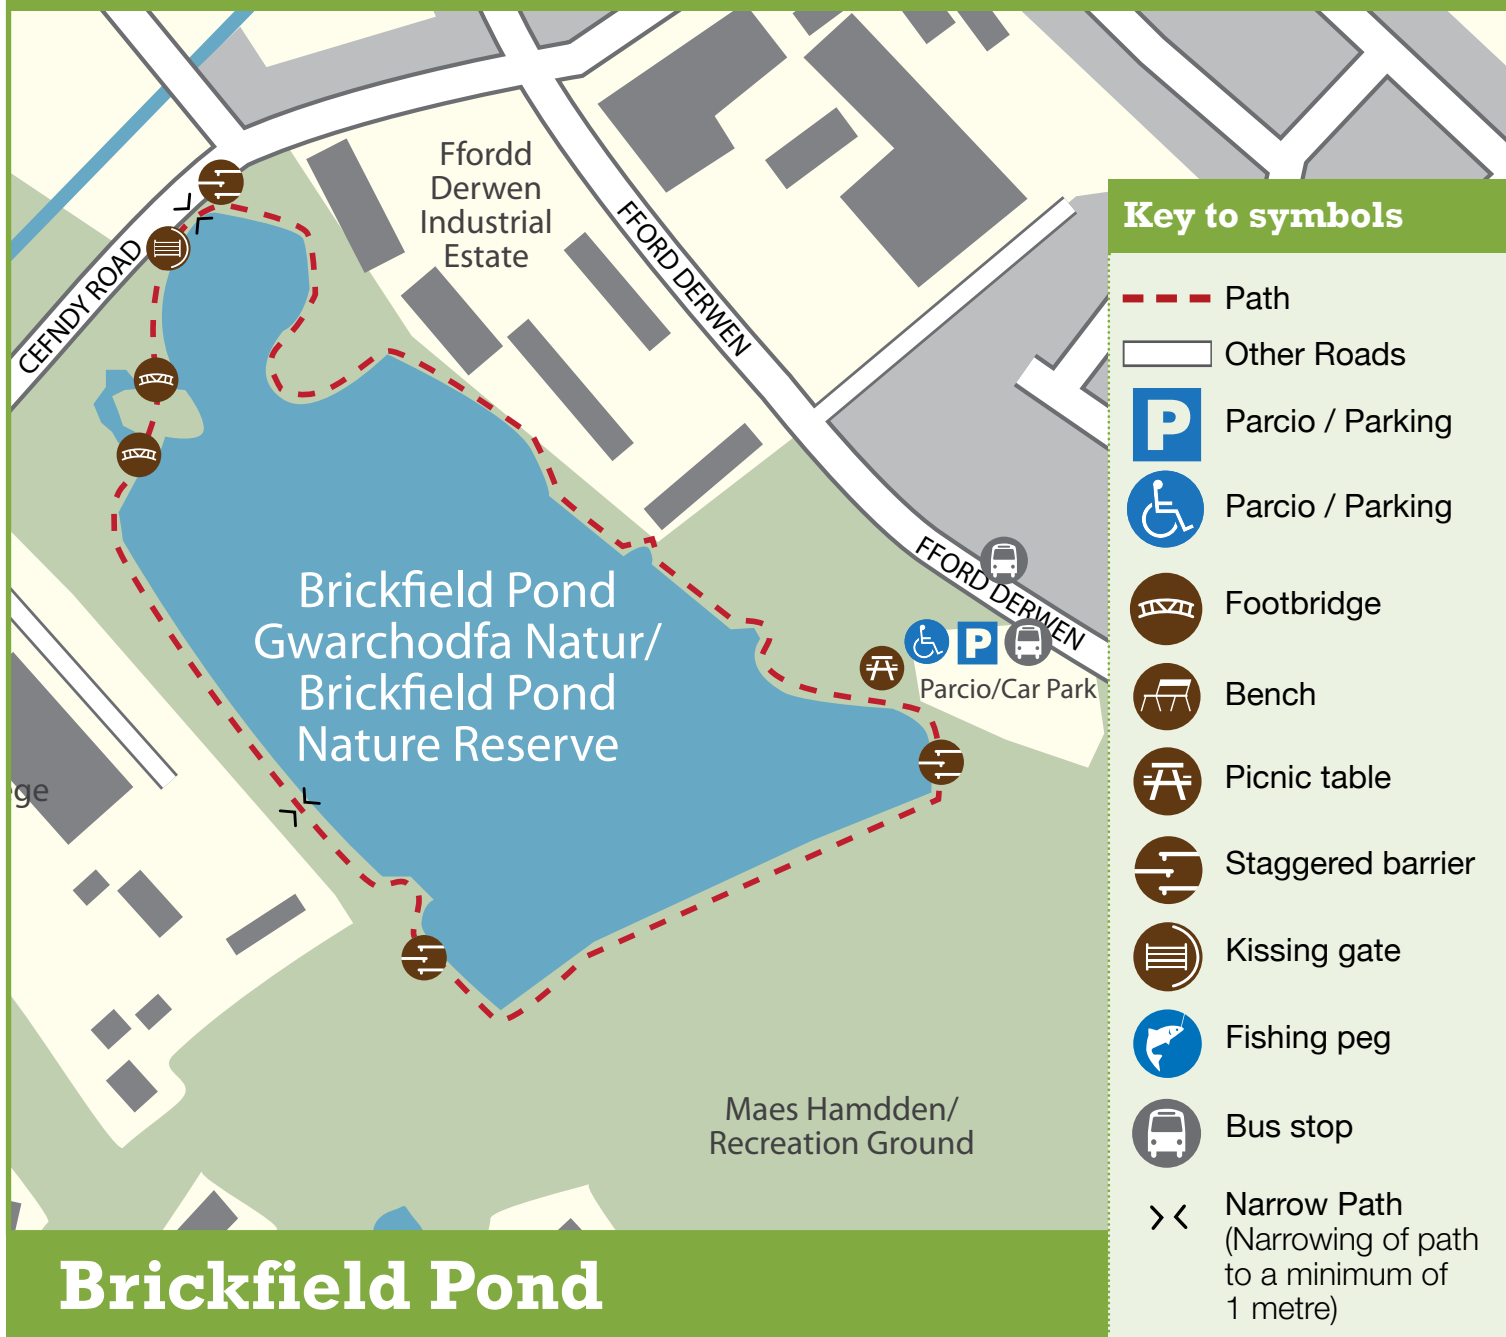 Ffordd
Derwen
Industrial
Estate
FFORD DERWEN
CEFNDY ROAD
FFORD DERWEN
Brickfield Pond
Gwarchodfa Natur/
Brickfield Pond
Nature Reserve
P
Parcio/Car Park
ge
Maes Hamdden/
Recreation Ground
Brickfield Pond
Key to symbols
Path
Other Roads
P
Parcio / Parking
Parcio / Parking
Footbridge
Bench
Picnic table
Staggered barrier
Kissing gate
Fishing peg
Bus stop
Narrow Path
(Narrowing of path
to a minimum of
1 metre)